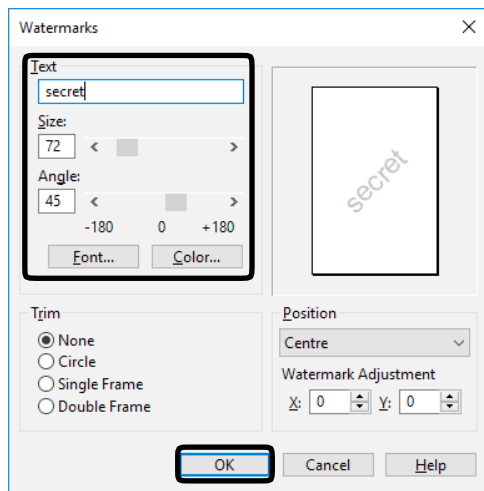 Watermarks
Text
secret
Size:
72
Angle:
45
-180 0 +180
Font... Color...
secret
Trim
None
Circle
Single Frame
Double Frame
Position
Centre
Watermark Adjustment
X: 0 Y: 0
OK Cancel Help